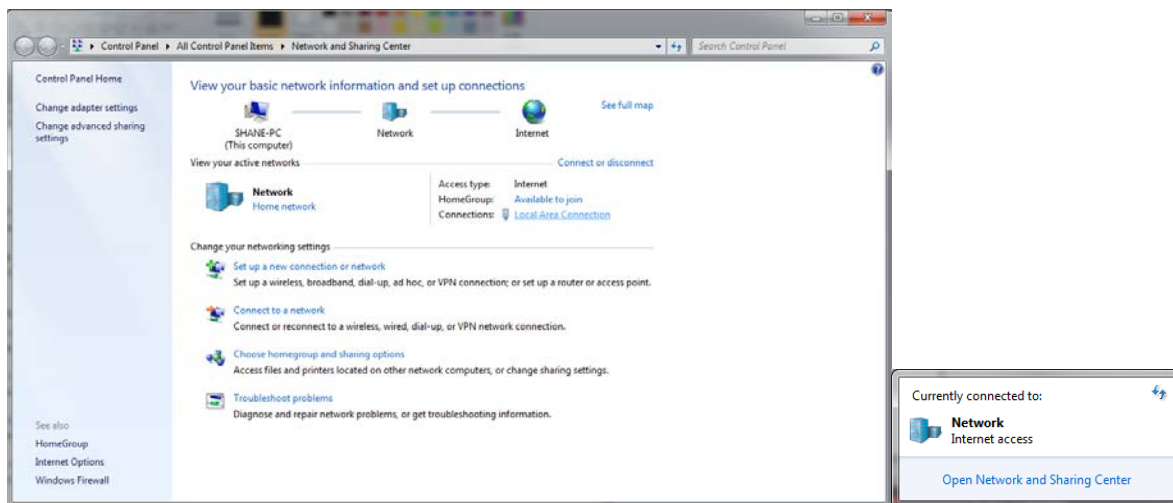 Control Panel ▸ All Control Panel Items ▸ Network and Sharing Center
Search Control Panel
Control Panel Home
Change adapter settings
Change advanced sharing
settings
See also
HomeGroup
Internet Options
Windows Firewall
View your basic network information and set up connections
See full map
SHANE-PC
(This computer)
Network
Internet
View your active networks
Connect or disconnect
Network
Home network
Access type: Internet
HomeGroup: Available to join
Connections: Local Area Connection
Change your networking settings
Set up a new connection or network
Set up a wireless, broadband, dial-up, ad hoc, or VPN connection; or set up a router or access point.
Connect to a network
Connect or reconnect to a wireless, wired, dial-up, or VPN network connection.
Choose homegroup and sharing options
Access files and printers located on other network computers, or change sharing settings.
Troubleshoot problems
Diagnose and repair network problems, or get troubleshooting information.
Currently connected to:
Network
Internet access
Open Network and Sharing Center